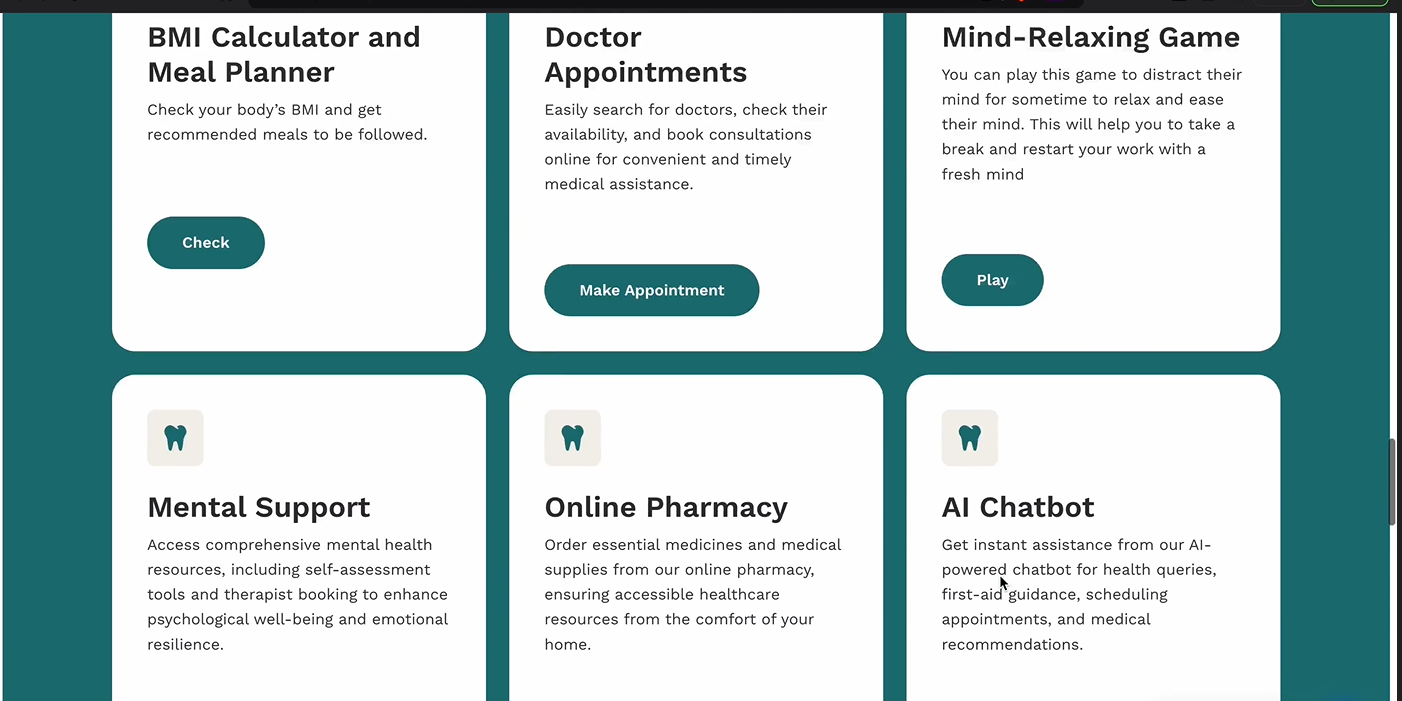 BMI Calculator and
Meal Planner
Check your body’s BMI and get
recommended meals to be followed.
Check
Doctor
Appointments
Easily search for doctors, check their
availability, and book consultations
online for convenient and timely
medical assistance.
Make Appointment
Mind-Relaxing Game
You can play this game to distract their
mind for sometime to relax and ease
their mind. This will help you to take a
break and restart your work with a
fresh mind
Play
Mental Support
Access comprehensive mental health
resources, including self-assessment
tools and therapist booking to enhance
psychological well-being and emotional
resilience.
Online Pharmacy
Order essential medicines and medical
supplies from our online pharmacy,
ensuring accessible healthcare
resources from the comfort of your
home.
AI Chatbot
Get instant assistance from our AI-
powered chatbot for health queries,
first-aid guidance, scheduling
appointments, and medical
recommendations.